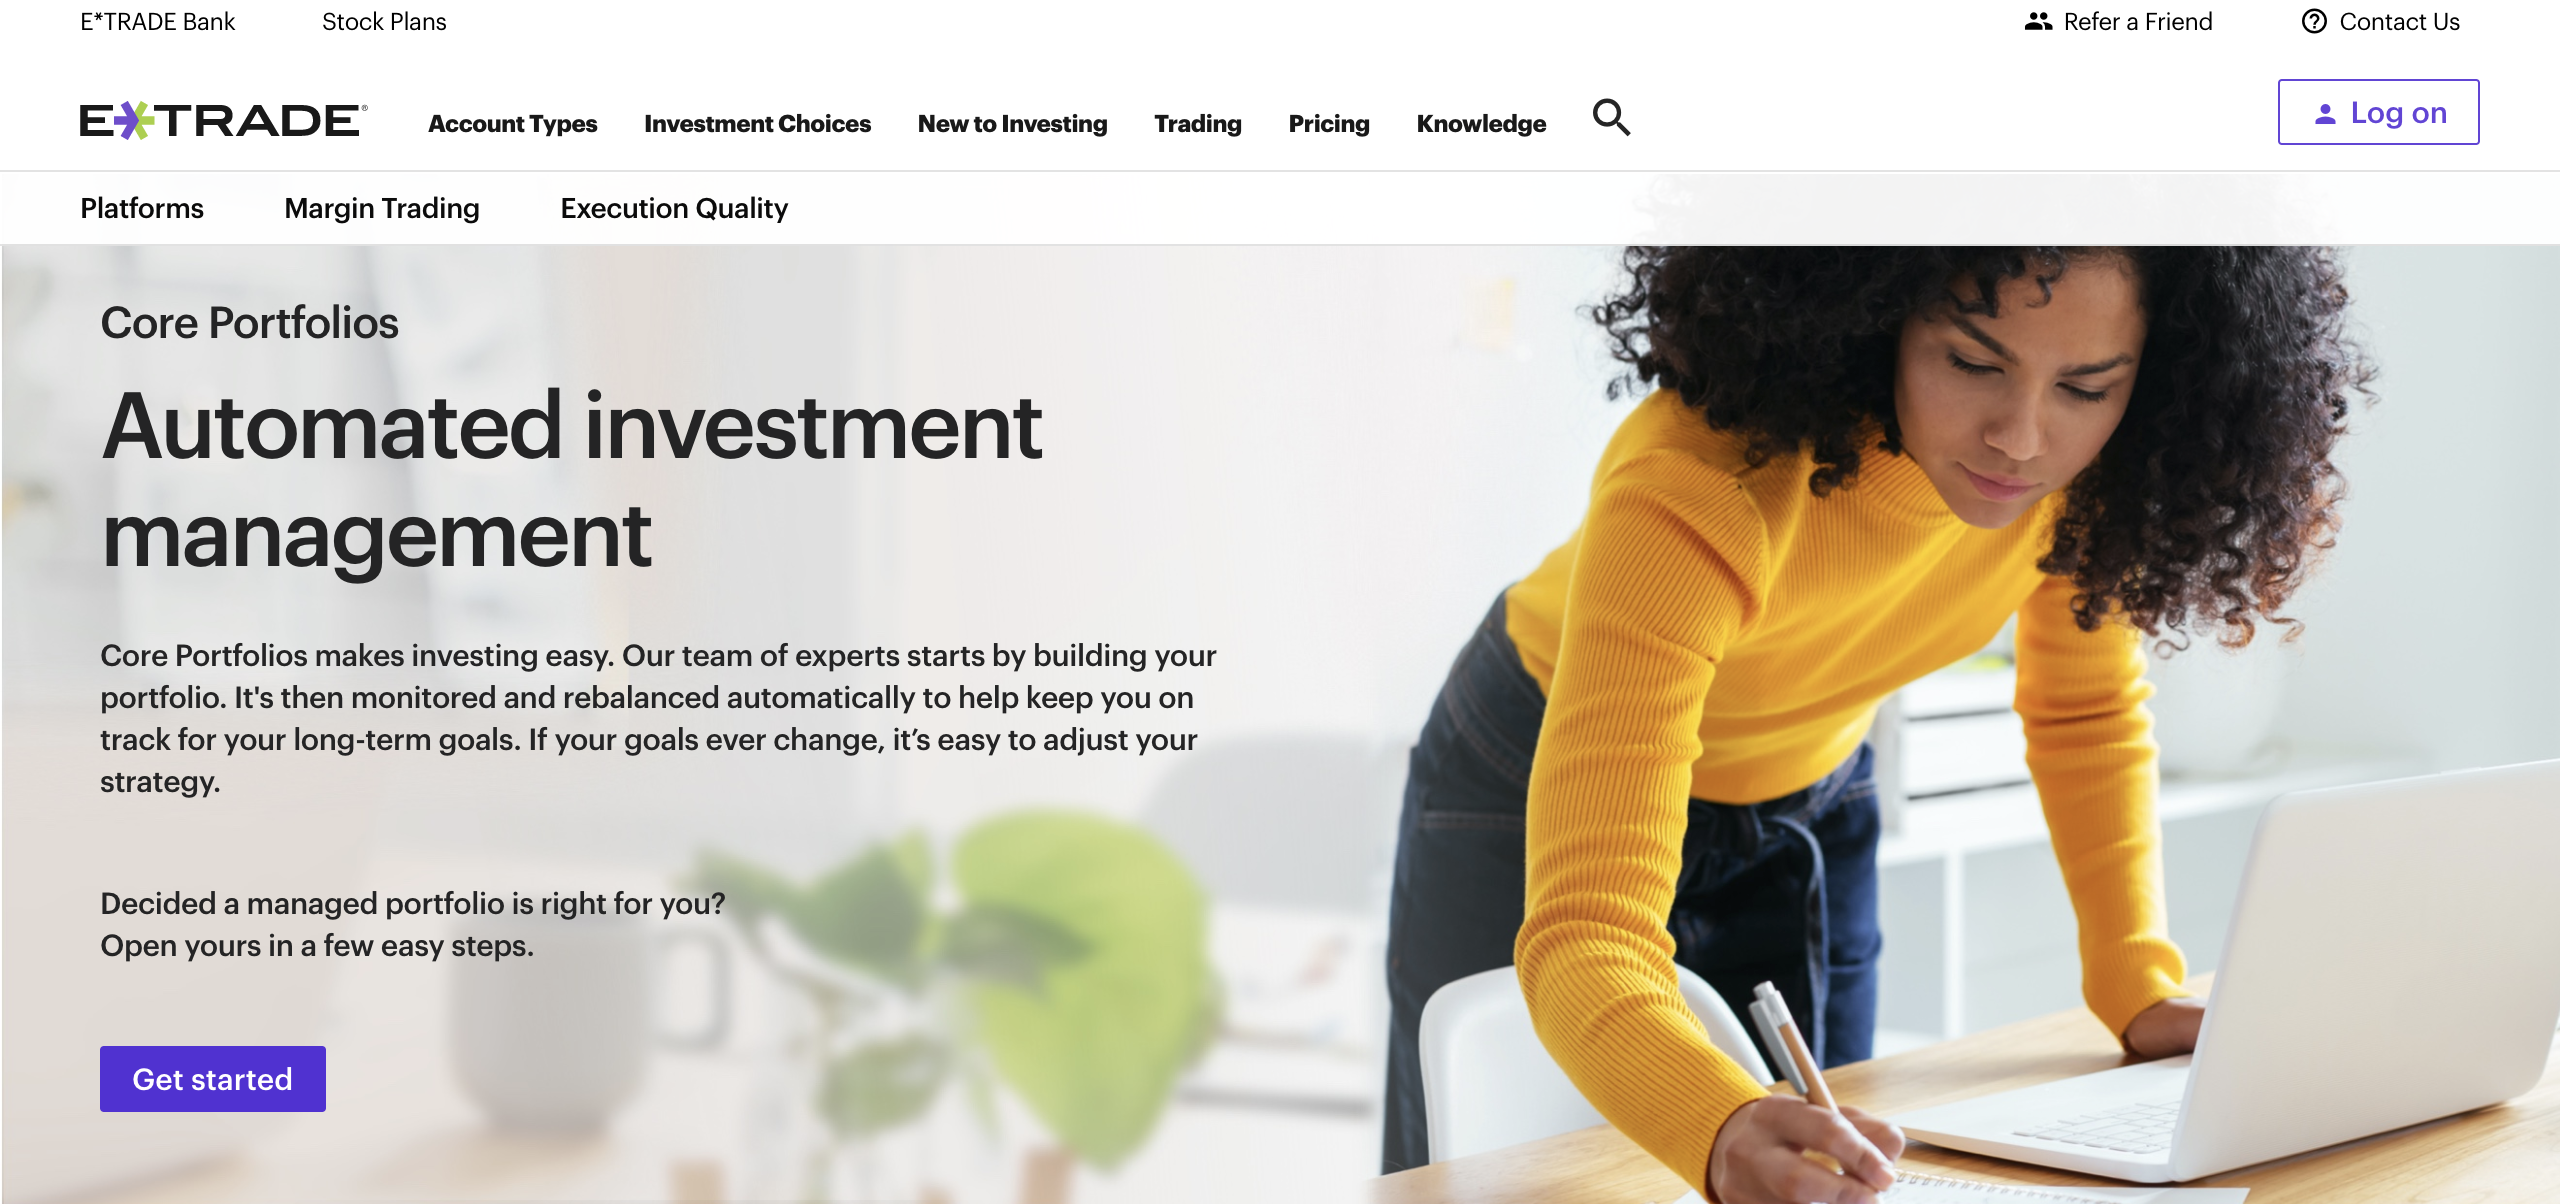 E*TRADE Bank
Stock Plans
Refer a Friend
Contact Us
E*TRADE®
Account Types
Investment Choices
New to Investing
Trading
Pricing
Knowledge
Log on
Platforms
Margin Trading
Execution Quality
Core Portfolios
Automated investment
management
Core Portfolios makes investing easy. Our team of experts starts by building your
portfolio. It's then monitored and rebalanced automatically to help keep you on
track for your long-term goals. If your goals ever change, it’s easy to adjust your
strategy.
Decided a managed portfolio is right for you?
Open yours in a few easy steps.
Get started